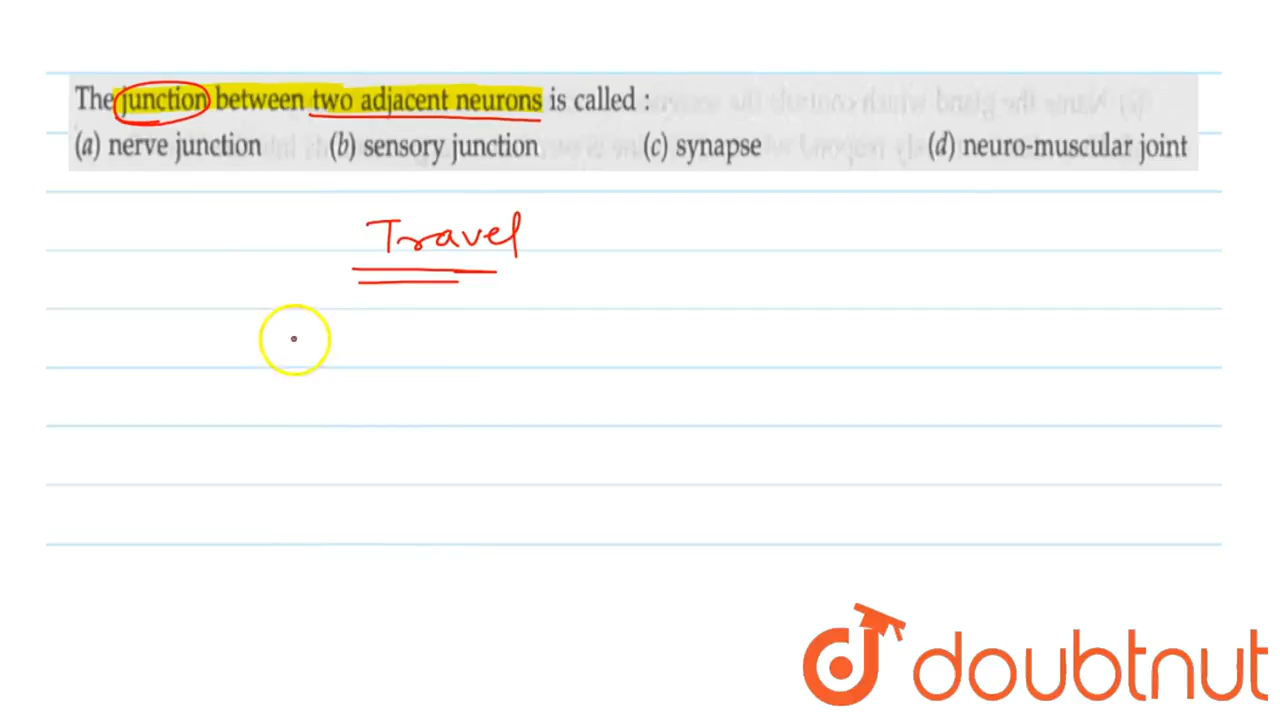 The junction between two adjacent neurons is called :
(a) nerve junction (b) sensory junction (c) synapse (d) neuro-muscular joint
Travel
doubtnut